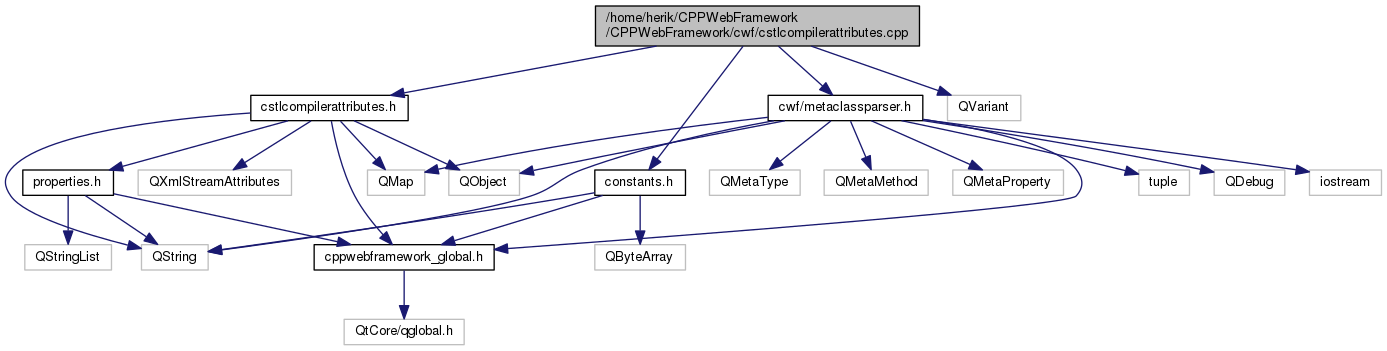 /home/herik/CPPWebFramework
/CPPWebFramework/cwf/cstlcompilerattributes.cpp
cstlcompilerattributes.h
cwf/metaclassparser.h
QVariant
properties.h
QXmlStreamAttributes
QMap
QObject
constants.h
QMetaType
QMetaMethod
QMetaProperty
tuple
QDebug
iostream
QStringList
QString
cppwebframework_global.h
QByteArray
QtCore/qglobal.h